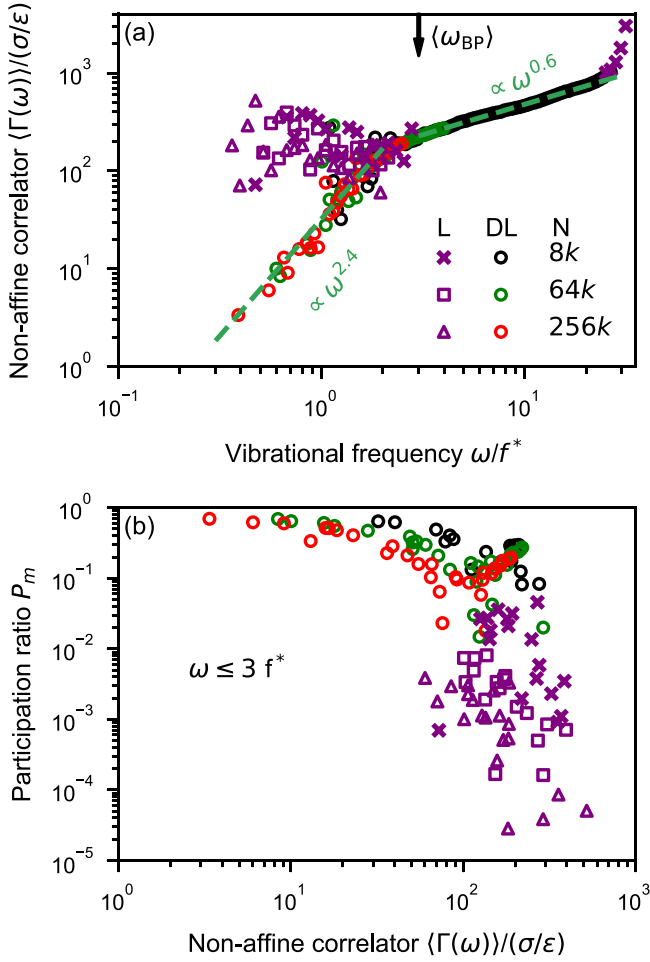 (a)
⟨ω_BP⟩
∝ ω^0.6
∝ ω^2.4
L DL N
8k
64k
256k
10^3
10^2
10^1
10^0
Non-affine correlator ⟨Γ(ω)⟩/(σ/ε)
10^−1 10^0 10^1
Vibrational frequency ω/f*
(b)
10^0
10^−1
10^−2
10^−3
10^−4
10^−5
Participation ratio P_m
ω ≤ 3 f*
10^0 10^1 10^2 10^3
Non-affine correlator ⟨Γ(ω)⟩/(σ/ε)